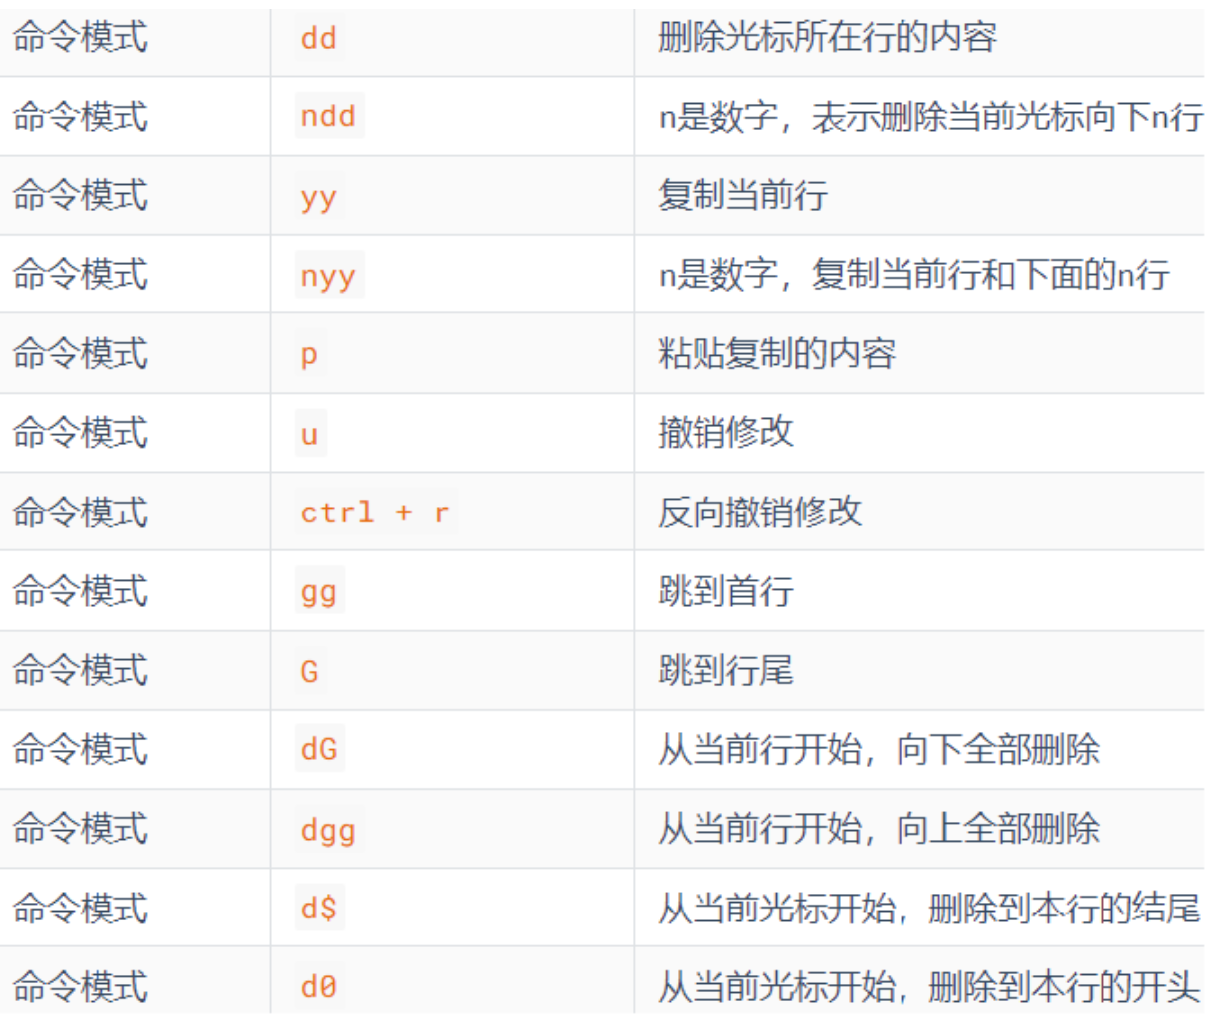 命令模式 dd 删除光标所在行的内容
命令模式 ndd n是数字，表示删除当前光标向下n行
命令模式 yy 复制当前行
命令模式 nyy n是数字，复制当前行和下面的n行
命令模式 p 粘贴复制的内容
命令模式 u 撤销修改
命令模式 ctrl + r 反向撤销修改
命令模式 gg 跳到首行
命令模式 G 跳到行尾
命令模式 dG 从当前行开始，向下全部删除
命令模式 dgg 从当前行开始，向上全部删除
命令模式 d$ 从当前光标开始，删除到本行的结尾
命令模式 d0 从当前光标开始，删除到本行的开头